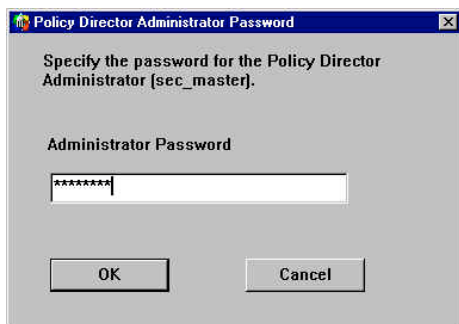 Policy Director Administrator Password
Specify the password for the Policy Director
Administrator (sec_master).
Administrator Password
********
OK
Cancel